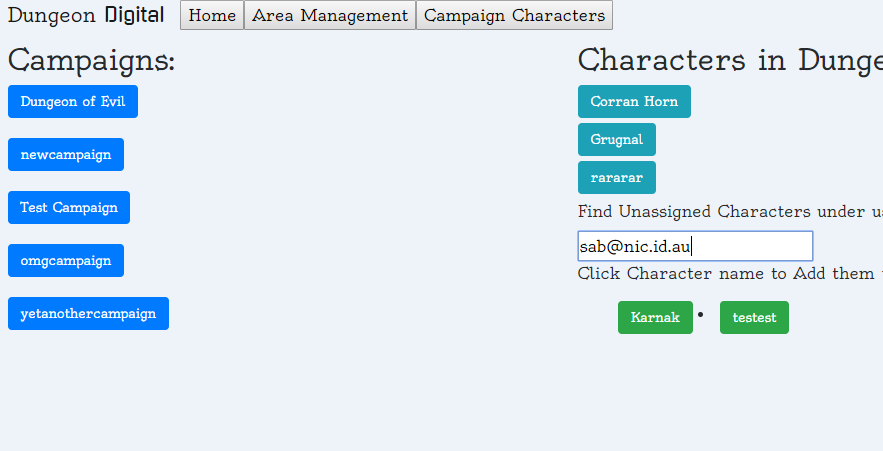 Dungeon Digital
Home
Area Management
Campaign Characters
Campaigns:
Dungeon of Evil
newcampaign
Test Campaign
omgcampaign
yetanothercampaign
Characters in Dunge
Corran Horn
Grugnal
rararar
Find Unassigned Characters under u
sab@nic.id.au
Click Character name to Add them
Karnak
testest